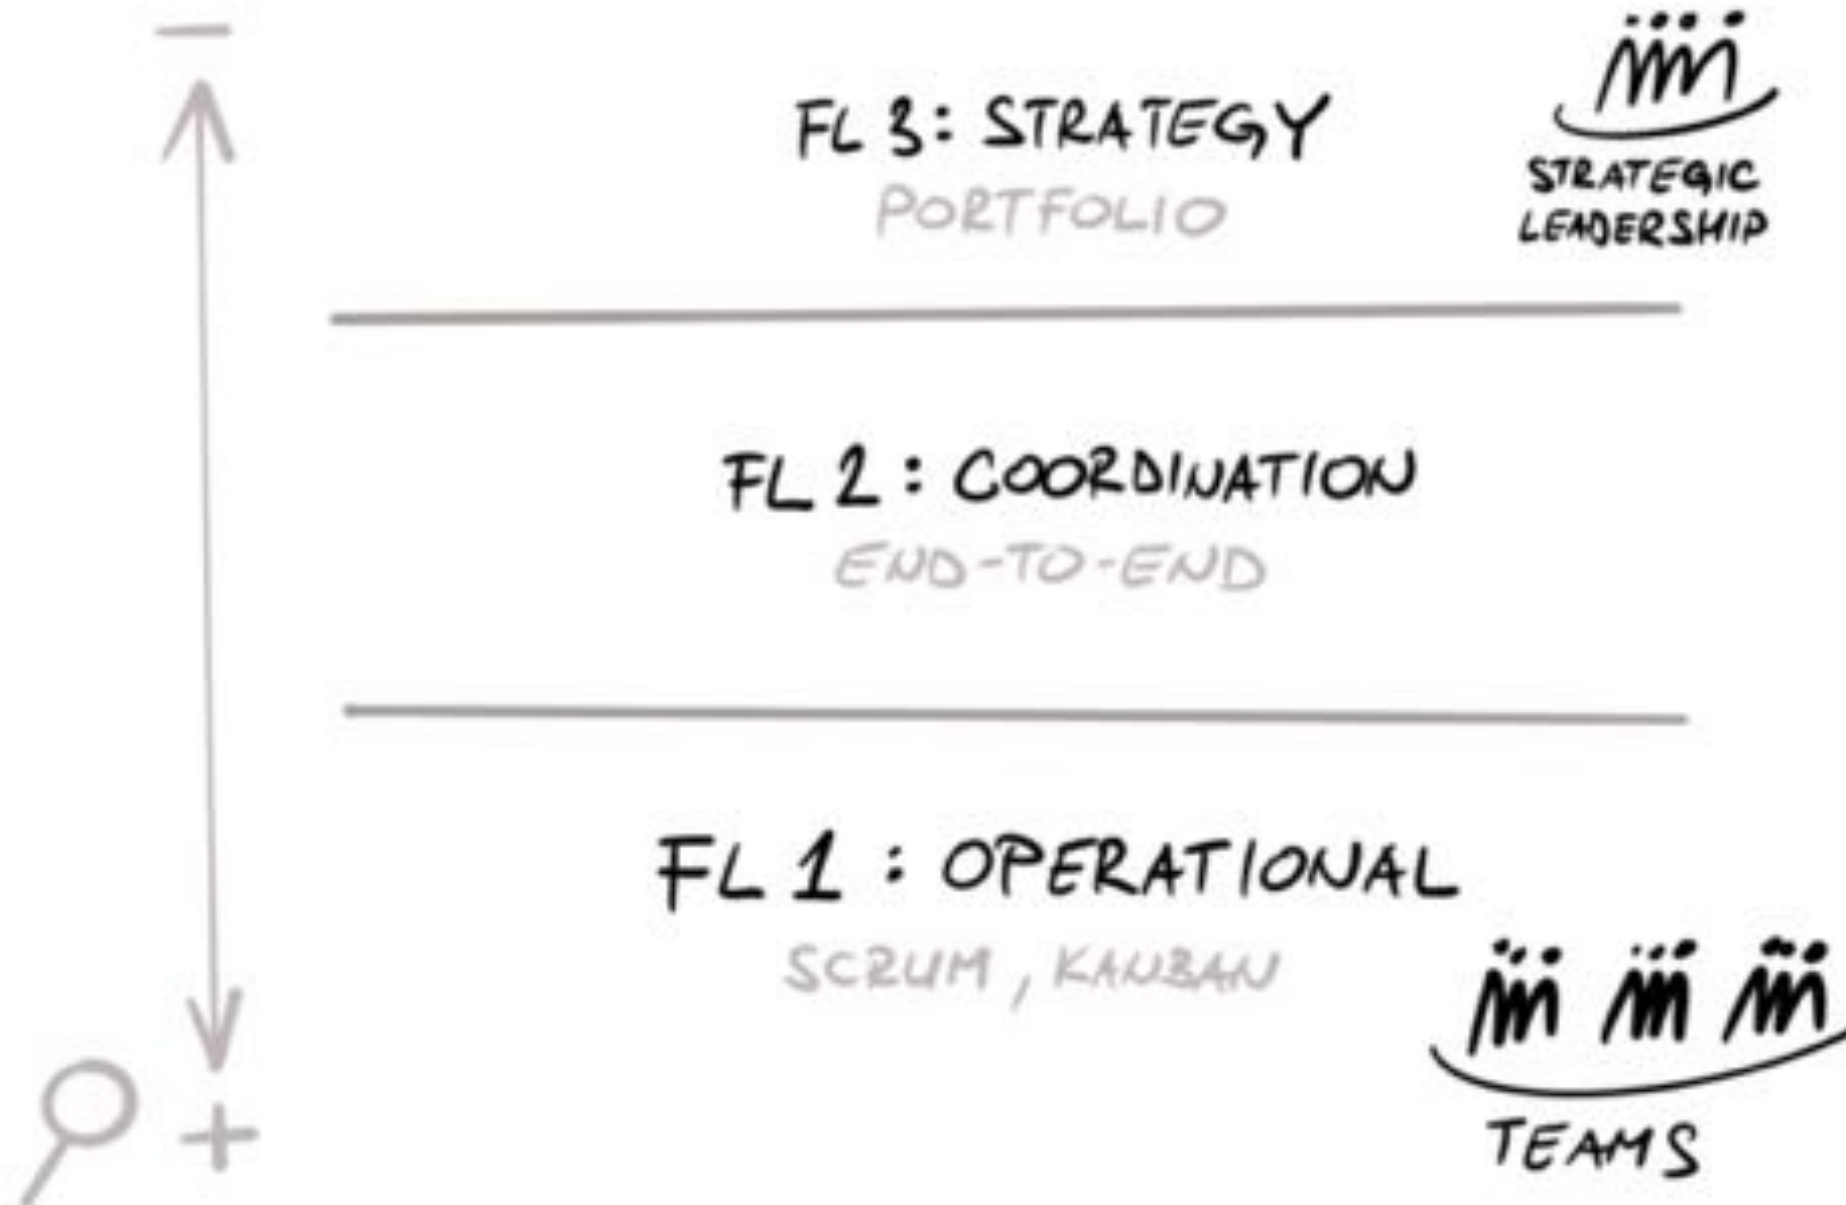 −
FL 3: STRATEGY
PORTFOLIO
STRATEGIC
LEADERSHIP
FL 2: COORDINATION
END-TO-END
FL 1: OPERATIONAL
SCRUM, KANBAN
TEAMS
+